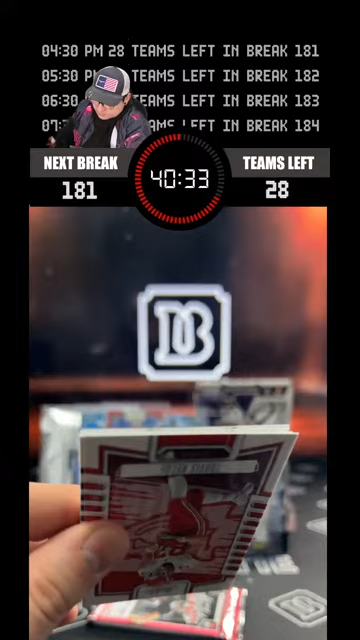 04:30 PM 28 TEAMS LEFT IN BREAK 181
05:30 PM TEAMS LEFT IN BREAK 182
06:30 TEAMS LEFT IN BREAK 183
TEAMS LEFT IN BREAK 184
NEXT BREAK
181
40:33
TEAMS LEFT
28
DB